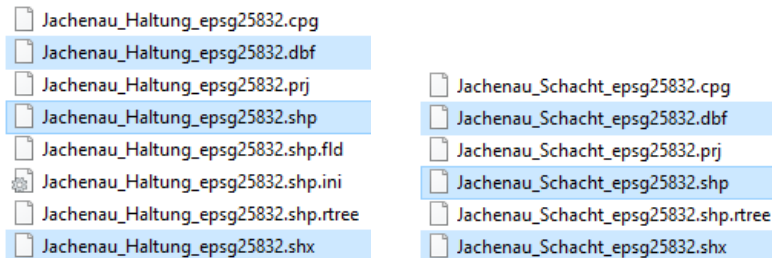 Jachenau_Haltung_epsg25832.cpg
Jachenau_Haltung_epsg25832.dbf
Jachenau_Haltung_epsg25832.prj
Jachenau_Haltung_epsg25832.shp
Jachenau_Haltung_epsg25832.shp.fld
Jachenau_Haltung_epsg25832.shp.ini
Jachenau_Haltung_epsg25832.shp.rtree
Jachenau_Haltung_epsg25832.shx
Jachenau_Schacht_epsg25832.cpg
Jachenau_Schacht_epsg25832.dbf
Jachenau_Schacht_epsg25832.prj
Jachenau_Schacht_epsg25832.shp
Jachenau_Schacht_epsg25832.shp.rtree
Jachenau_Schacht_epsg25832.shx